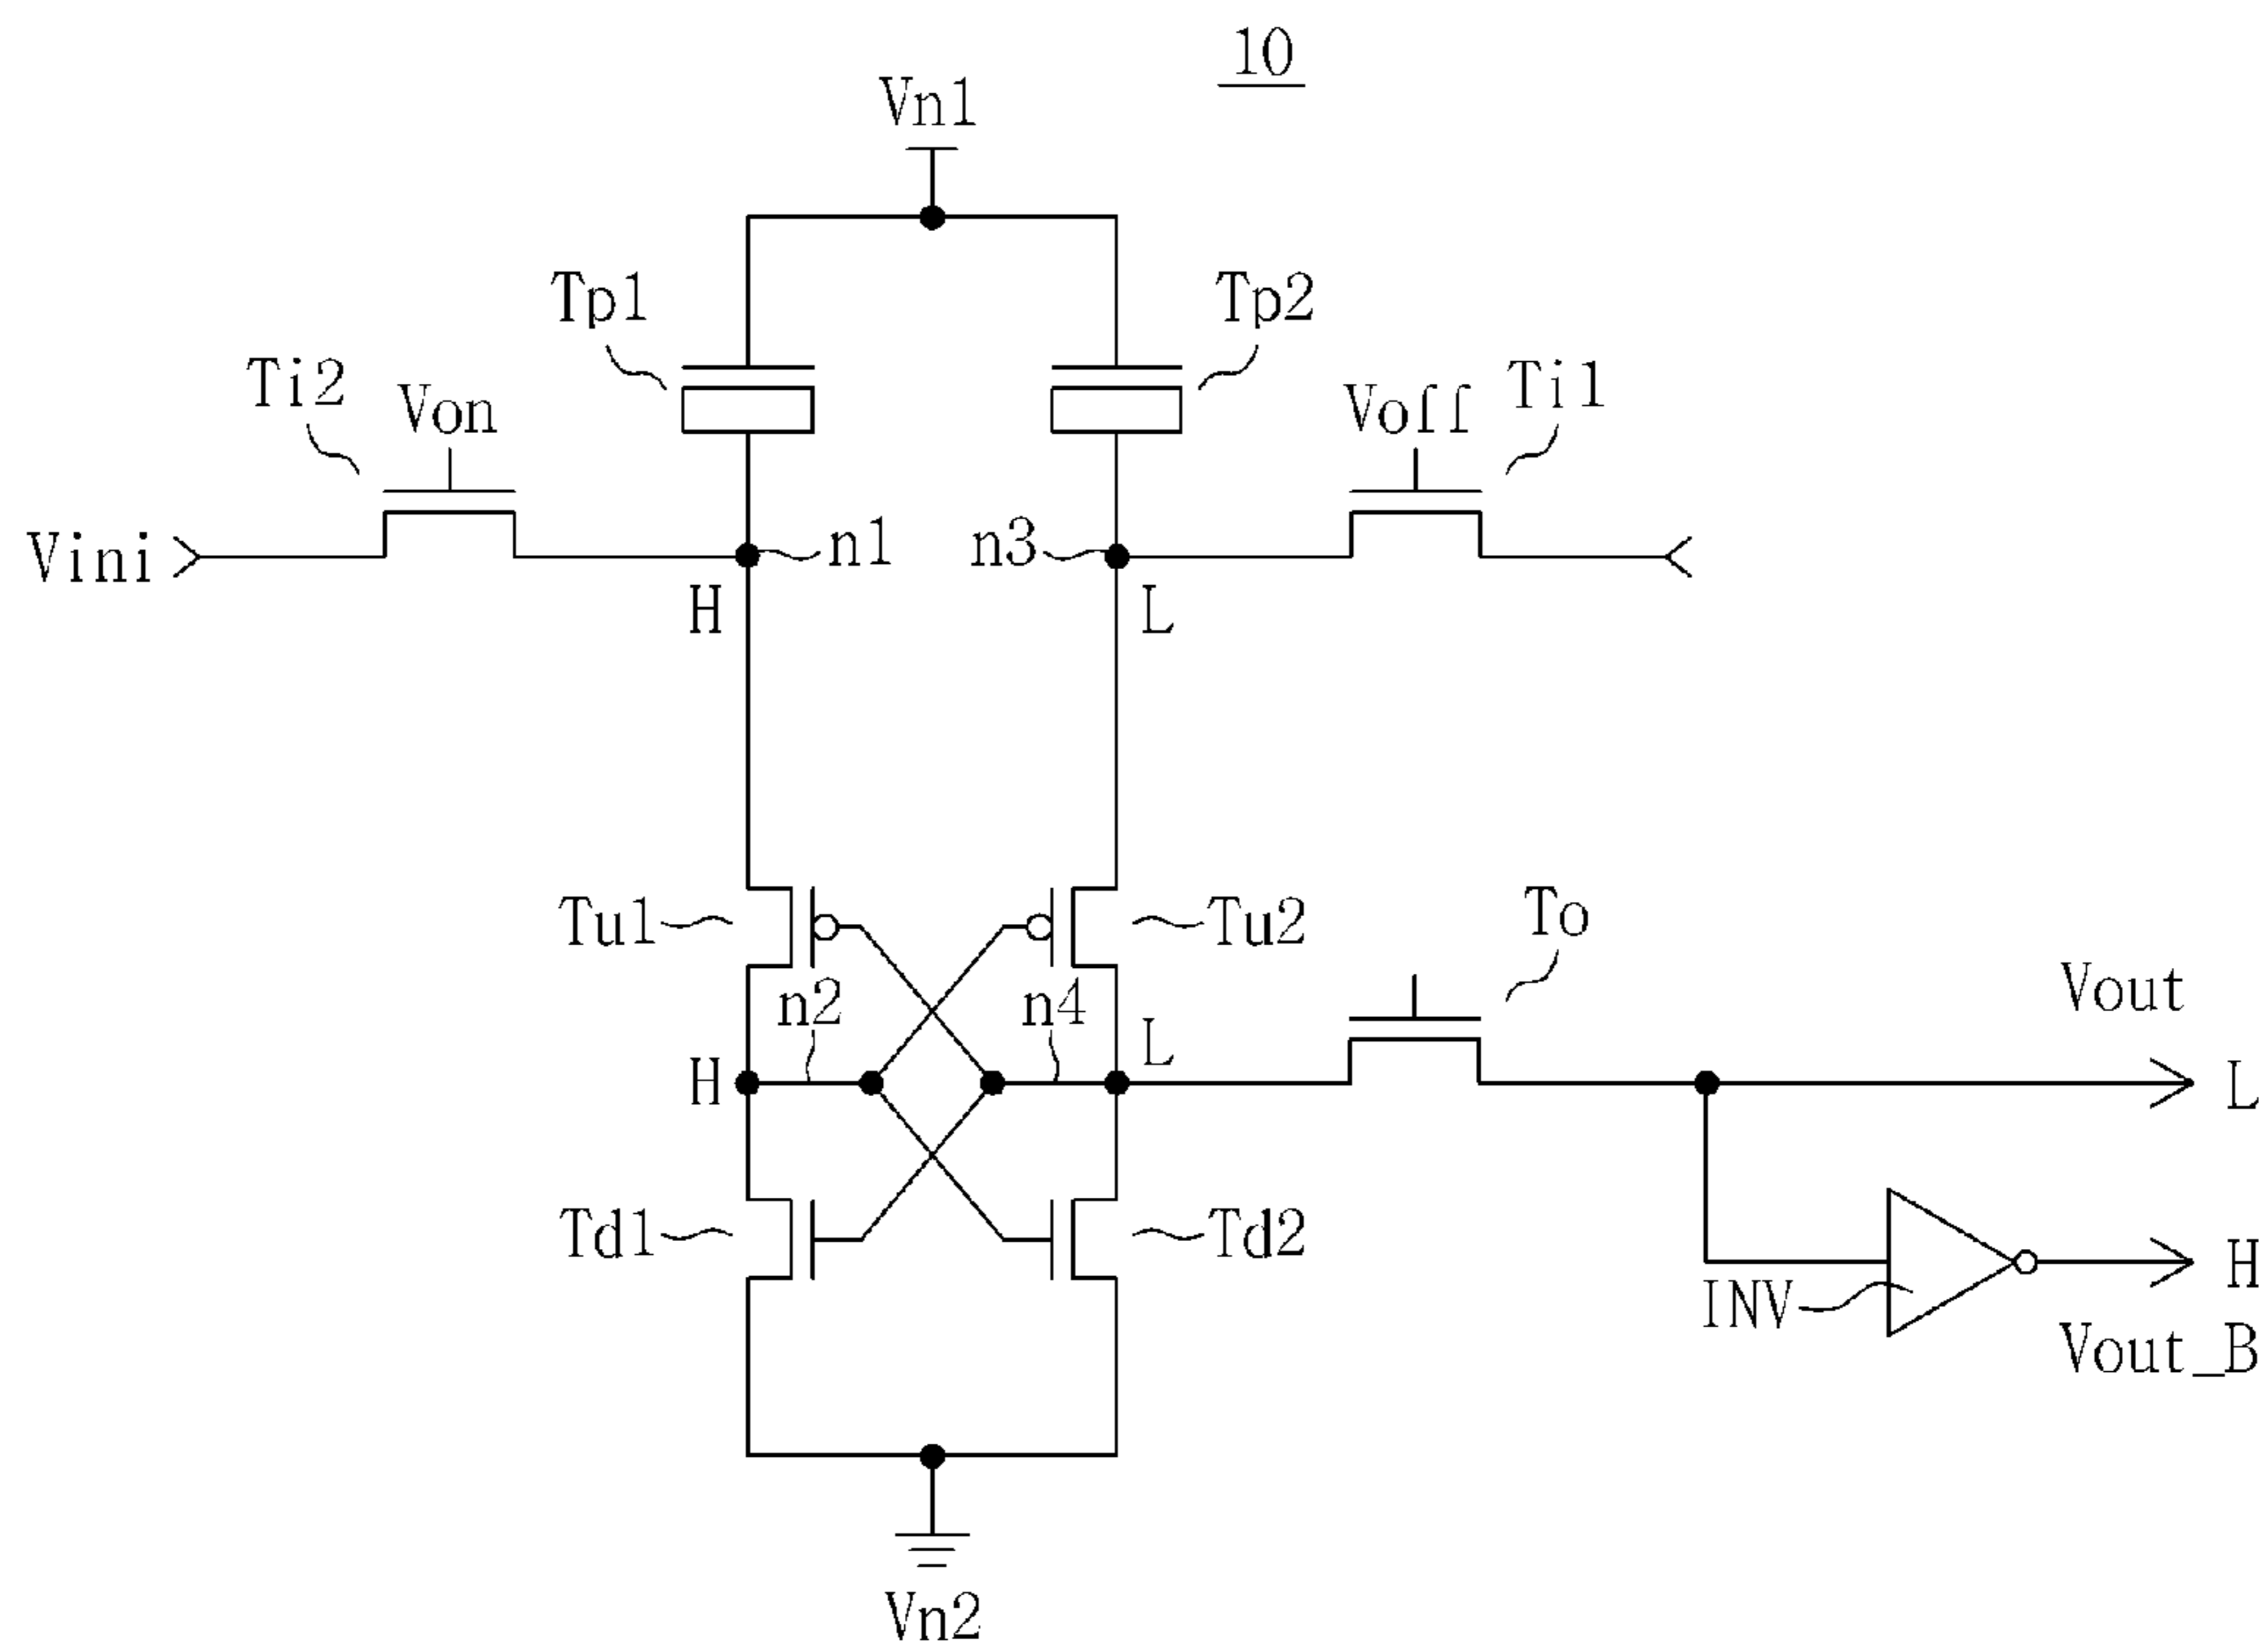 10
Vn1
Tp1
Tp2
Ti2
Von
Voff
Ti1
Vini
n1
n3
H
L
Tu1
Tu2
To
n2
n4
Vout
H
L
L
Td1
Td2
INV
H
Vout_B
Vn2